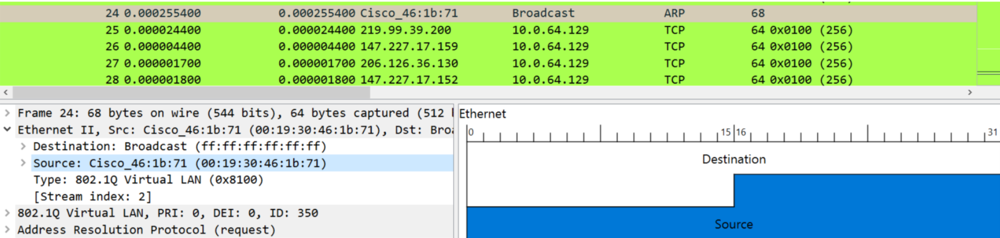 24 0.000255400 0.000255400 Cisco_46:1b:71 Broadcast ARP 68
25 0.000024400 0.000024400 219.99.39.200 10.0.64.129 TCP 64 0x0100 (256)
26 0.000004400 0.000004400 147.227.17.159 10.0.64.129 TCP 64 0x0100 (256)
27 0.000001700 0.000001700 206.126.36.130 10.0.64.129 TCP 64 0x0100 (256)
28 0.000001800 0.000001800 147.227.17.152 10.0.64.129 TCP 64 0x0100 (256)
Frame 24: 68 bytes on wire (544 bits), 64 bytes captured (512
Ethernet II, Src: Cisco_46:1b:71 (00:19:30:46:1b:71), Dst: Broa
Destination: Broadcast (ff:ff:ff:ff:ff:ff)
Source: Cisco_46:1b:71 (00:19:30:46:1b:71)
Type: 802.1Q Virtual LAN (0x8100)
[Stream index: 2]
802.1Q Virtual LAN, PRI: 0, DEI: 0, ID: 350
Address Resolution Protocol (request)
Ethernet
0 15 16 31
Destination
Source